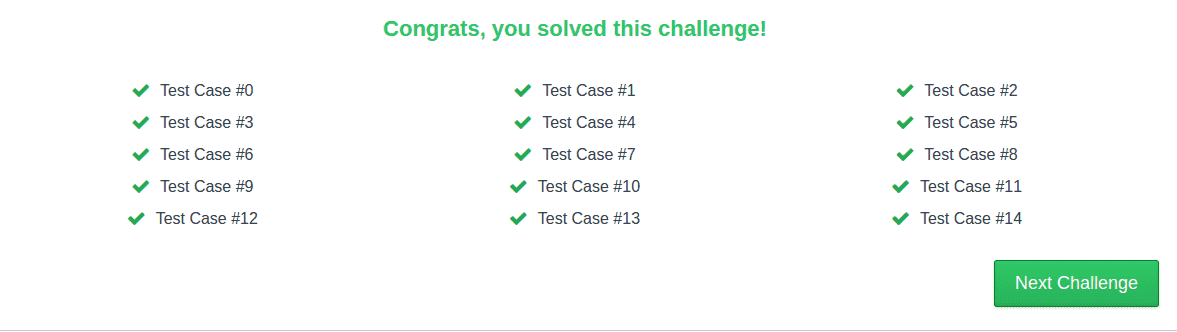 Congrats, you solved this challenge!
Test Case #0 Test Case #1 Test Case #2
Test Case #3 Test Case #4 Test Case #5
Test Case #6 Test Case #7 Test Case #8
Test Case #9 Test Case #10 Test Case #11
Test Case #12 Test Case #13 Test Case #14
Next Challenge